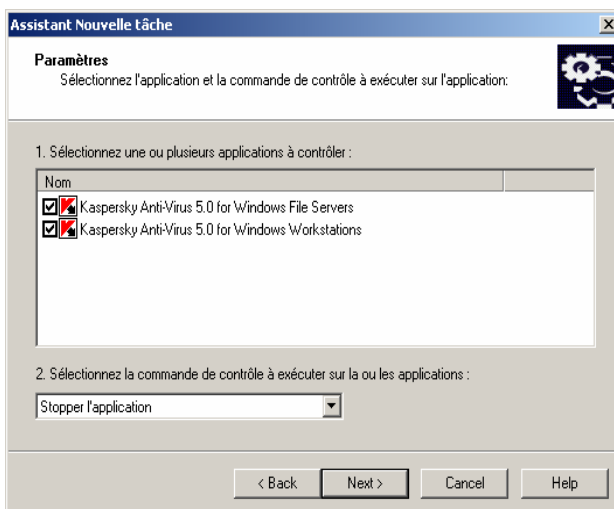 Assistant Nouvelle tâche
Paramètres
Sélectionnez l'application et la commande de contrôle à exécuter sur l'application:
1. Sélectionnez une ou plusieurs applications à contrôler :
Nom
Kaspersky Anti-Virus 5.0 for Windows File Servers
Kaspersky Anti-Virus 5.0 for Windows Workstations
2. Sélectionnez la commande de contrôle à exécuter sur la ou les applications :
Stopper l'application
< Back Next > Cancel Help